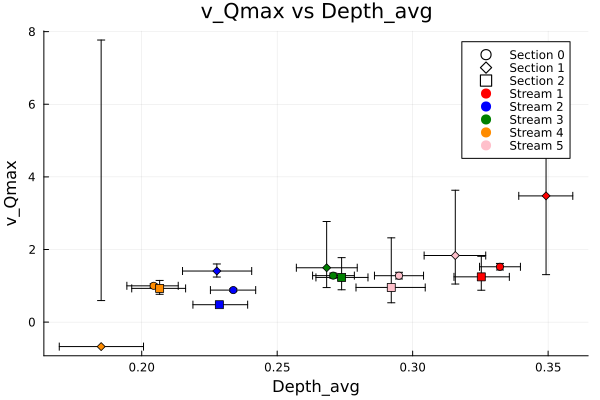 v_Qmax vs Depth_avg
8
6
4
2
0
v_Qmax
Section 0
Section 1
Section 2
Stream 1
Stream 2
Stream 3
Stream 4
Stream 5
0.20 0.25 0.30 0.35
Depth_avg